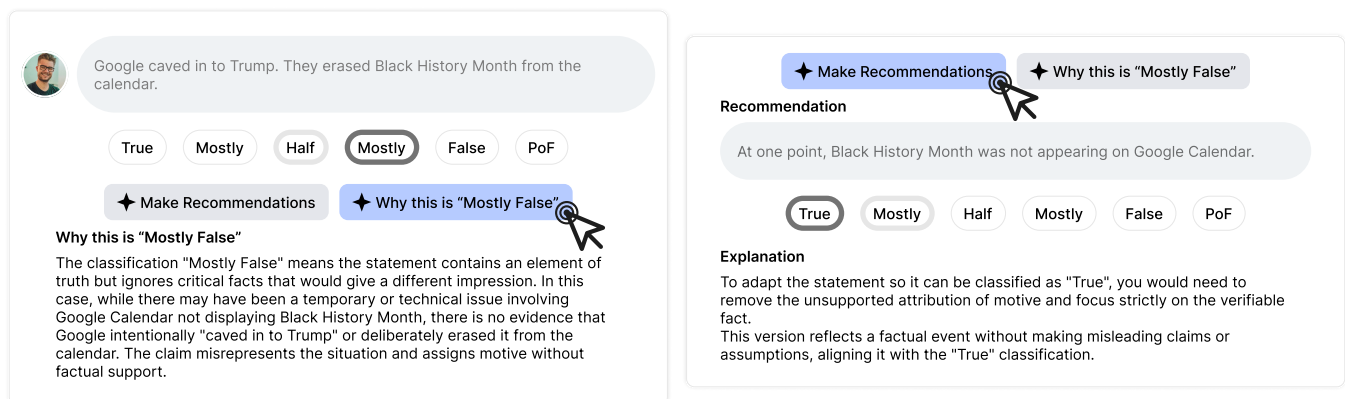 Google caved in to Trump. They erased Black History Month from the
calendar.
True Mostly Half Mostly False PoF
Make Recommendations Why this is “Mostly False”
Why this is “Mostly False”
The classification "Mostly False" means the statement contains an element of
truth but ignores critical facts that would give a different impression. In this
case, while there may have been a temporary or technical issue involving
Google Calendar not displaying Black History Month, there is no evidence that
Google intentionally "caved in to Trump" or deliberately erased it from the
calendar. The claim misrepresents the situation and assigns motive without
factual support.
Make Recommendations Why this is “Mostly False”
Recommendation
At one point, Black History Month was not appearing on Google Calendar.
True Mostly Half Mostly False PoF
Explanation
To adapt the statement so it can be classified as "True", you would need to
remove the unsupported attribution of motive and focus strictly on the verifiable
fact.
This version reflects a factual event without making misleading claims or
assumptions, aligning it with the "True" classification.